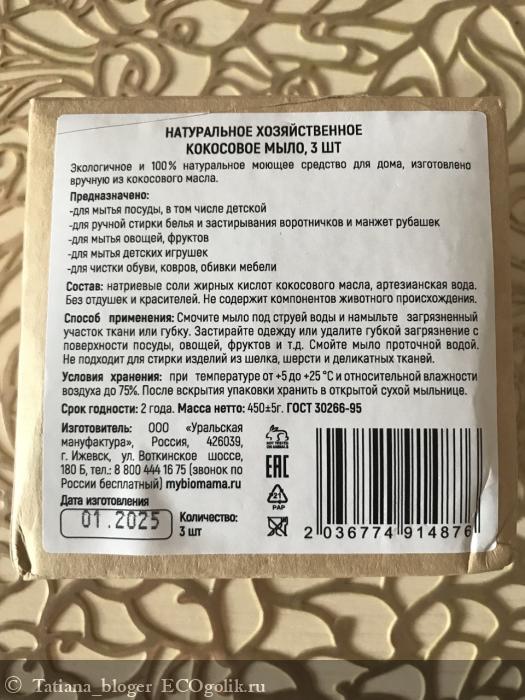 НАТУРАЛЬНОЕ ХОЗЯЙСТВЕННОЕ
КОКОСОВОЕ МЫЛО, 3 ШТ
Экологичное и 100% натуральное моющее средство для дома, изготовлено
вручную из кокосового масла.
Предназначено:
-для мытья посуды, в том числе детской
-для ручной стирки белья и застирывания воротничков и манжет рубашек
-для мытья овощей, фруктов
-для мытья детских игрушек
-для чистки обуви, ковров, обивки мебели
Состав: натриевые соли жирных кислот кокосового масла, артезианская вода.
Без отдушек и красителей. Не содержит компонентов животного происхождения.
Способ применения: Смочите мыло под струей воды и намыльте загрязненный
участок ткани или губку. Застирайте одежду или удалите губкой загрязнение с
поверхности посуды, овощей, фруктов и т.д. Смойте мыло проточной водой.
Не подходит для стирки изделий из шелка, шерсти и деликатных тканей.
Условия хранения: при температуре от +5 до +25 °С и относительной влажности
воздуха до 75%. После вскрытия упаковки хранить в открытой сухой мыльнице.
Срок годности: 2 года. Масса нетто: 450±5г. ГОСТ 30266-95
Изготовитель: ООО «Уральская
мануфактура», Россия, 426039,
г. Ижевск, ул. Воткинское шоссе,
180 Б, тел.: 8 800 444 16 75 (звонок по
России бесплатный) mybiomama.ru
Дата изготовления
01.2025
Количество:
3 шт
EAC
21
PAP
2 036774 914876
© Tatiana_bloger ECOgolik.ru